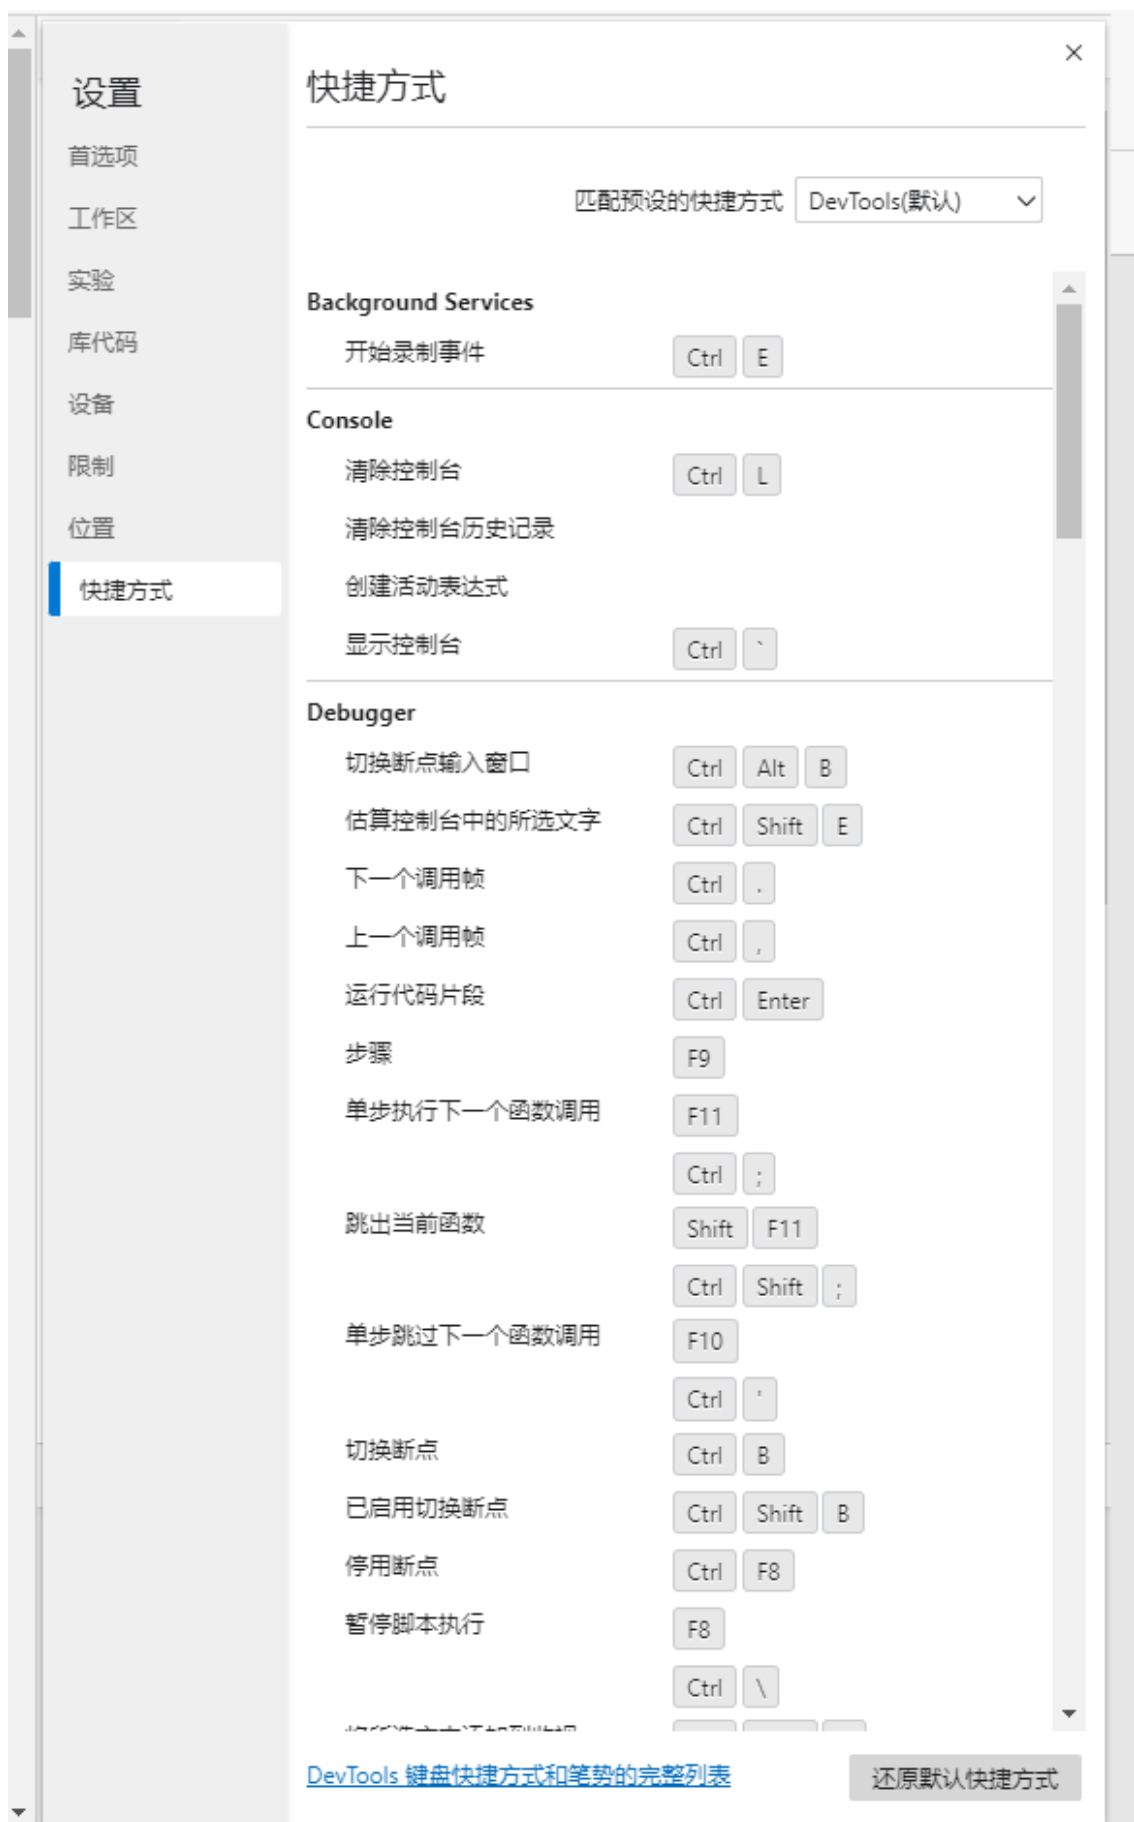 设置
首选项
工作区
实验
库代码
设备
限制
位置
快捷方式
快捷方式
匹配预设的快捷方式 DevTools(默认)
Background Services
开始录制事件 Ctrl E
Console
清除控制台 Ctrl L
清除控制台历史记录
创建活动表达式
显示控制台 Ctrl `
Debugger
切换断点输入窗口 Ctrl Alt B
估算控制台中的所选文字 Ctrl Shift E
下一个调用帧 Ctrl .
上一个调用帧 Ctrl ,
运行代码片段 Ctrl Enter
步骤 F9
单步执行下一个函数调用 F11
Ctrl ;
跳出当前函数 Shift F11
Ctrl Shift ;
单步跳过下一个函数调用 F10
Ctrl '
切换断点 Ctrl B
已启用切换断点 Ctrl Shift B
停用断点 Ctrl F8
暂停脚本执行 F8
Ctrl \
DevTools 键盘快捷方式和笔势的完整列表 还原默认快捷方式